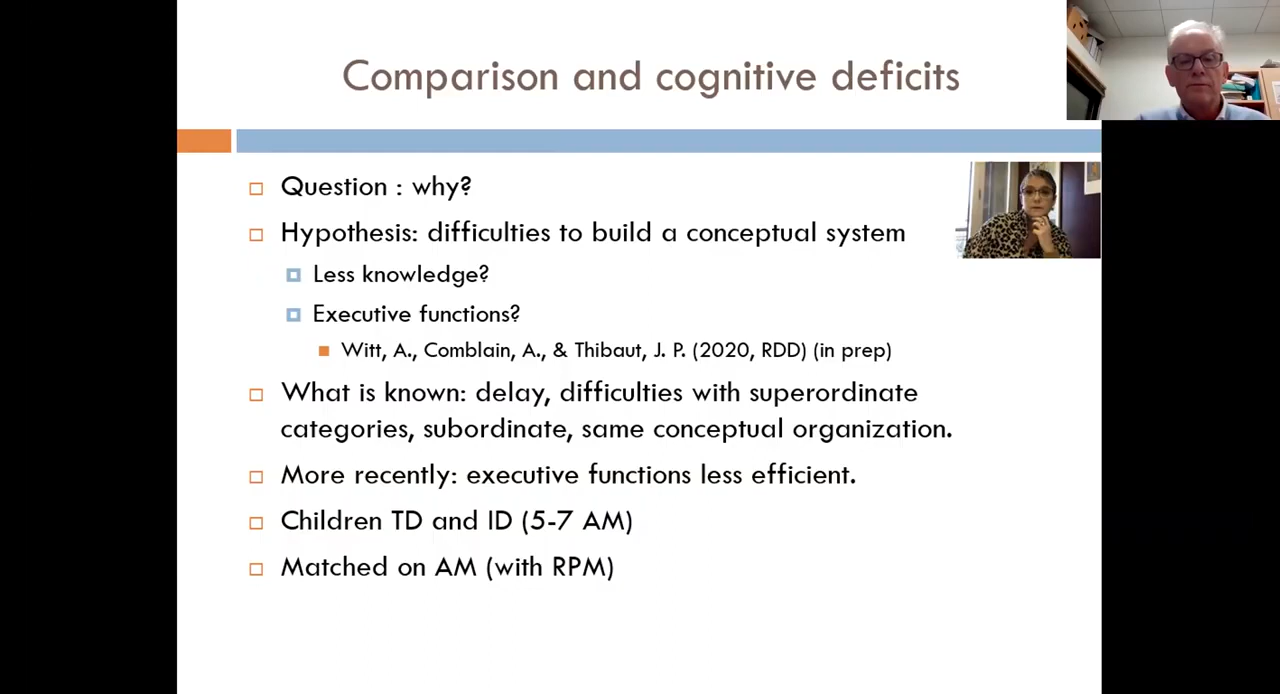 Comparison and cognitive deficits
Question : why?
Hypothesis: difficulties to build a conceptual system
Less knowledge?
Executive functions?
Witt, A., Comblain, A., & Thibaut, J. P. (2020, RDD) (in prep)
What is known: delay, difficulties with superordinate
categories, subordinate, same conceptual organization.
More recently: executive functions less efficient.
Children TD and ID (5-7 AM)
Matched on AM (with RPM)